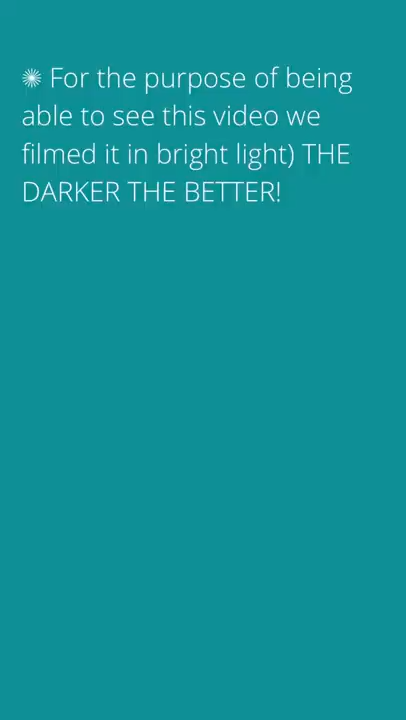 ✺ For the purpose of being
able to see this video we
filmed it in bright light) THE
DARKER THE BETTER!